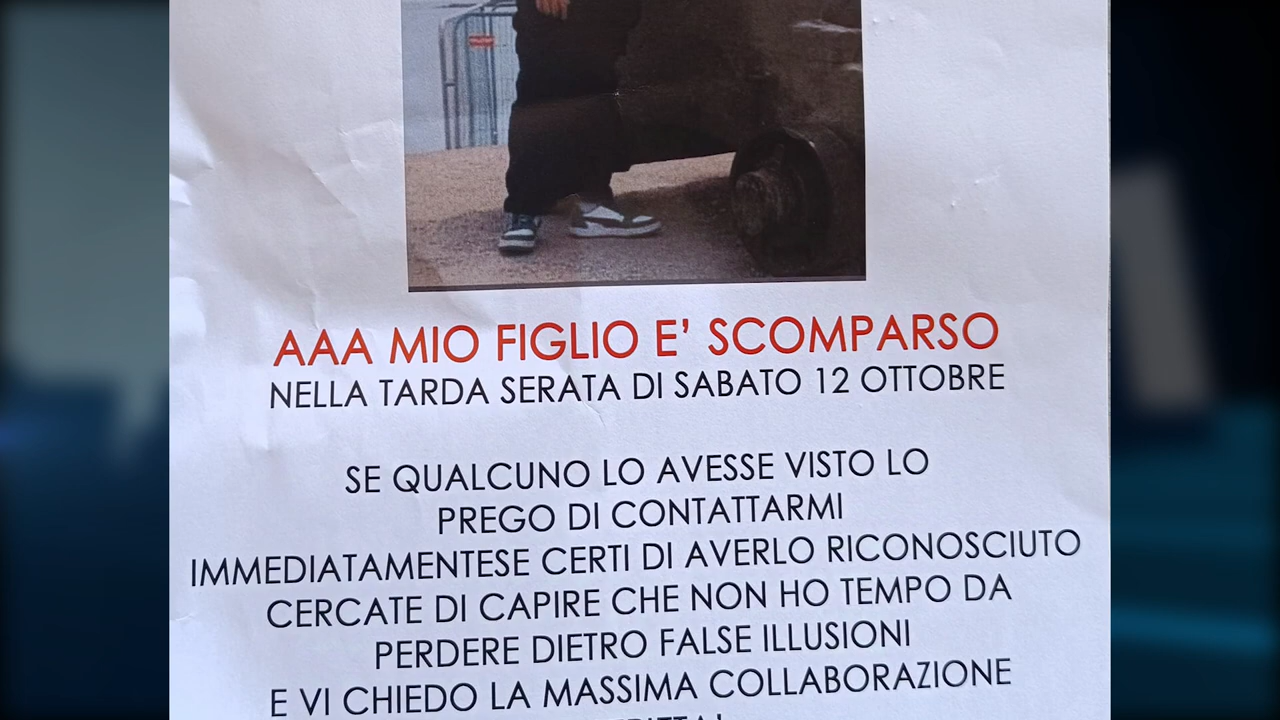 AAA MIO FIGLIO E' SCOMPARSO
NELLA TARDA SERATA DI SABATO 12 OTTOBRE
SE QUALCUNO LO AVESSE VISTO LO
PREGO DI CONTATTARMI
IMMEDIATAMENTESE CERTI DI AVERLO RICONOSCIUTO
CERCATE DI CAPIRE CHE NON HO TEMPO DA
PERDERE DIETRO FALSE ILLUSIONI
E VI CHIEDO LA MASSIMA COLLABORAZIONE